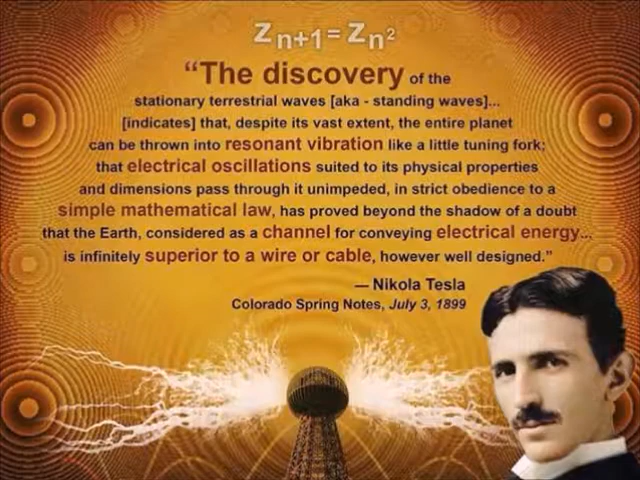 z n+1 = z n²
“The discovery of the
stationary terrestrial waves [aka - standing waves]...
[indicates] that, despite its vast extent, the entire planet
can be thrown into resonant vibration like a little tuning fork;
that electrical oscillations suited to its physical properties
and dimensions pass through it unimpeded, in strict obedience to a
simple mathematical law, has proved beyond the shadow of a doubt
that the Earth, considered as a channel for conveying electrical energy...
is infinitely superior to a wire or cable, however well designed.”
— Nikola Tesla
Colorado Spring Notes, July 3, 1899